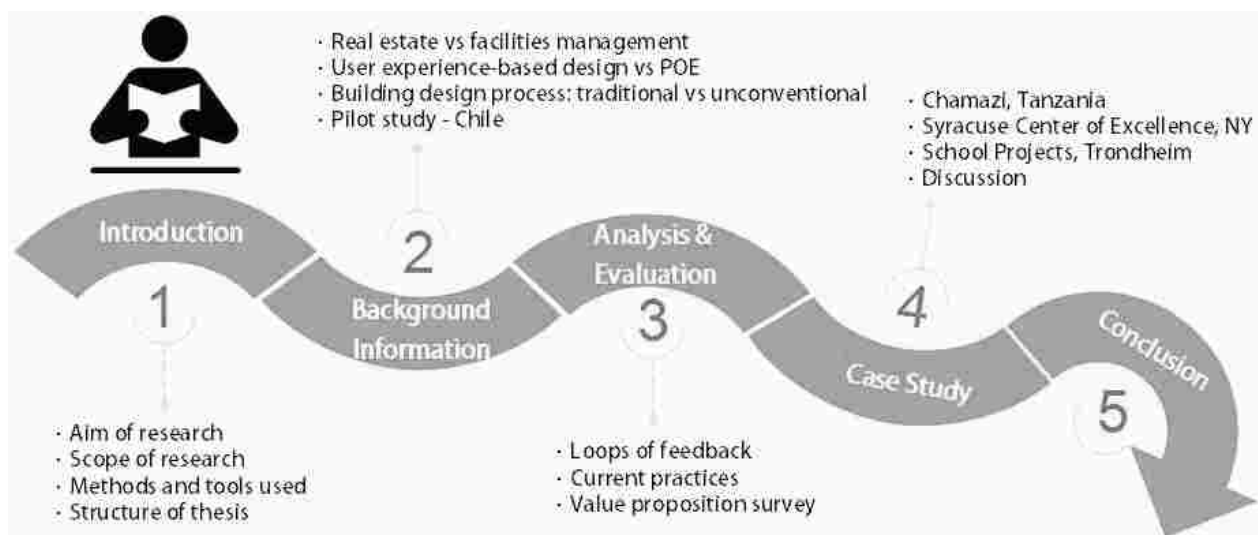 Introduction
1
· Aim of research
· Scope of research
· Methods and tools used
· Structure of thesis
· Real estate vs facilities management
· User experience-based design vs POE
· Building design process: traditional vs unconventional
· Pilot study - Chile
2
Background
Information
Analysis &
Evaluation
3
· Loops of feedback
· Current practices
· Value proposition survey
· Chamazi, Tanzania
· Syracuse Center of Excellence, NY
· School Projects, Trondheim
· Discussion
4
Case Study
Conclusion
5